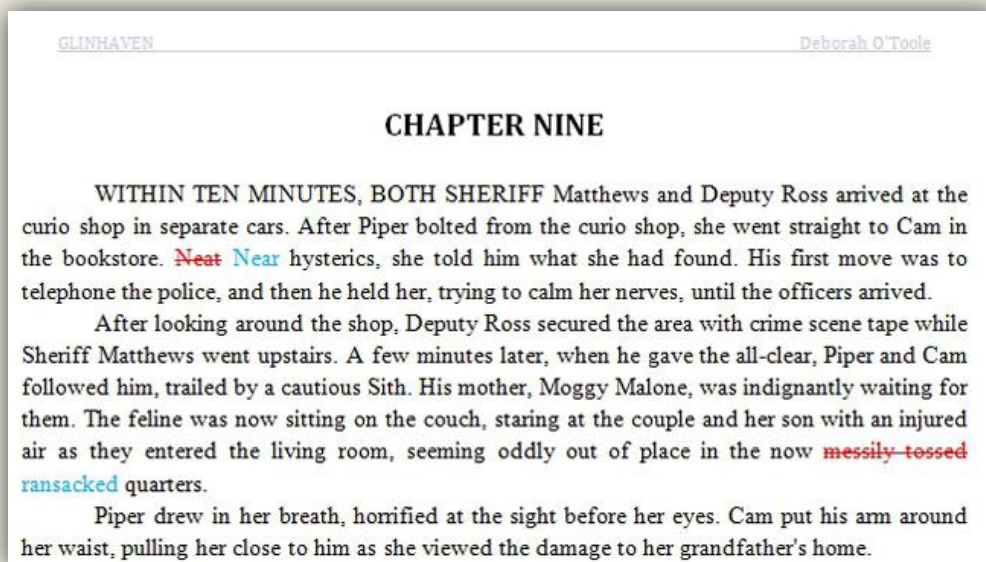 GLINHAVEN Deborah O'Toole
CHAPTER NINE
WITHIN TEN MINUTES, BOTH SHERIFF Matthews and Deputy Ross arrived at the
curio shop in separate cars. After Piper bolted from the curio shop, she went straight to Cam in
the bookstore. Neat Near hysterics, she told him what she had found. His first move was to
telephone the police, and then he held her, trying to calm her nerves, until the officers arrived.
After looking around the shop, Deputy Ross secured the area with crime scene tape while
Sheriff Matthews went upstairs. A few minutes later, when he gave the all-clear, Piper and Cam
followed him, trailed by a cautious Sith. His mother, Moggy Malone, was indignantly waiting for
them. The feline was now sitting on the couch, staring at the couple and her son with an injured
air as they entered the living room, seeming oddly out of place in the now messily tossed
ransacked quarters.
Piper drew in her breath, horrified at the sight before her eyes. Cam put his arm around
her waist, pulling her close to him as she viewed the damage to her grandfather's home.